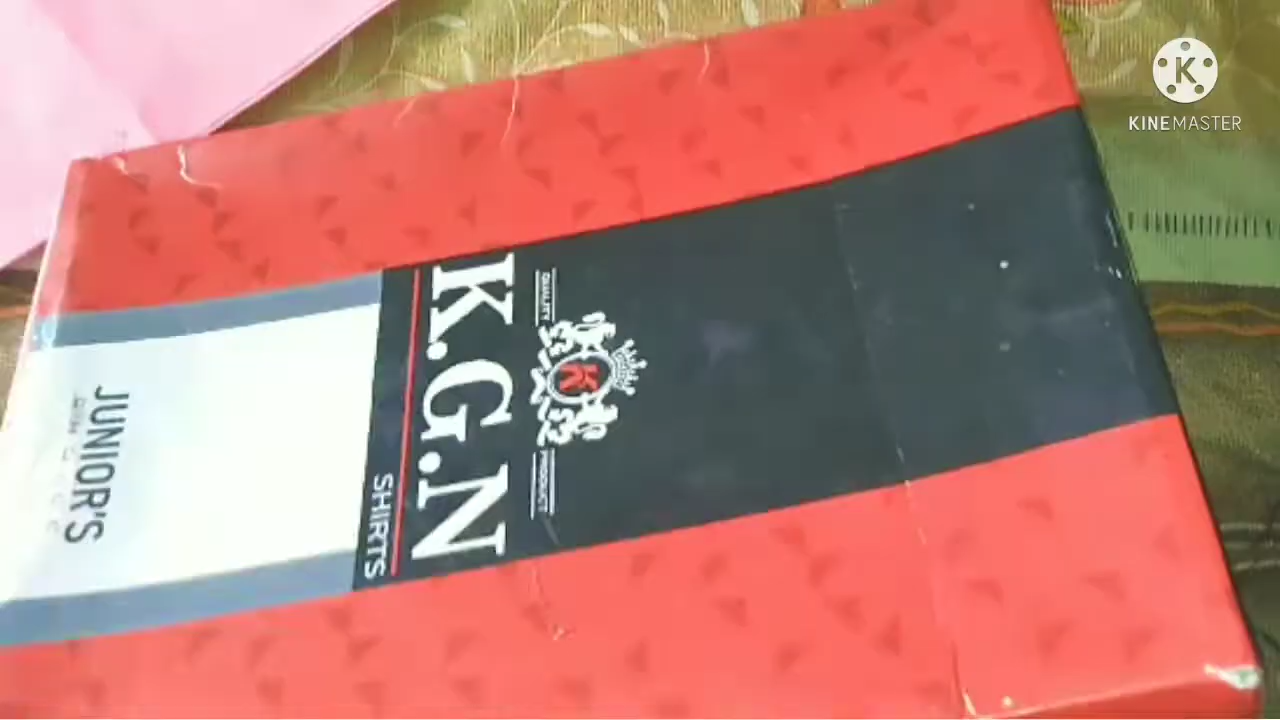 QUALITY
K
PRODUCT
K.G.N
SHIRTS
JUNIOR'S
K
KINEMASTER